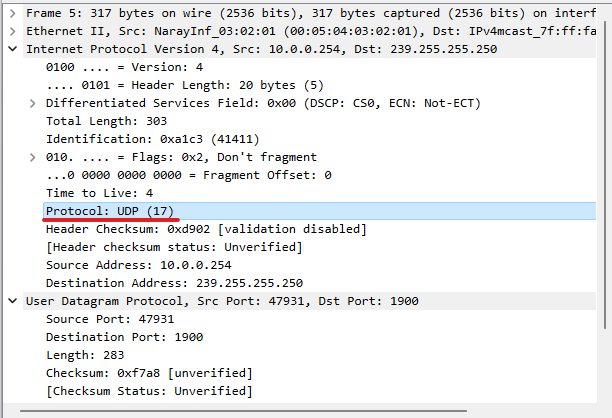 Frame 5: 317 bytes on wire (2536 bits), 317 bytes captured (2536 bits) on interf
Ethernet II, Src: NarayInf_03:02:01 (00:05:04:03:02:01), Dst: IPv4mcast_7f:ff:fa
Internet Protocol Version 4, Src: 10.0.0.254, Dst: 239.255.255.250
0100 .... = Version: 4
.... 0101 = Header Length: 20 bytes (5)
Differentiated Services Field: 0x00 (DSCP: CS0, ECN: Not-ECT)
Total Length: 303
Identification: 0xa1c3 (41411)
010. .... = Flags: 0x2, Don't fragment
...0 0000 0000 0000 = Fragment Offset: 0
Time to Live: 4
Protocol: UDP (17)
Header Checksum: 0xd902 [validation disabled]
[Header checksum status: Unverified]
Source Address: 10.0.0.254
Destination Address: 239.255.255.250
User Datagram Protocol, Src Port: 47931, Dst Port: 1900
Source Port: 47931
Destination Port: 1900
Length: 283
Checksum: 0xf7a8 [unverified]
[Checksum Status: Unverified]